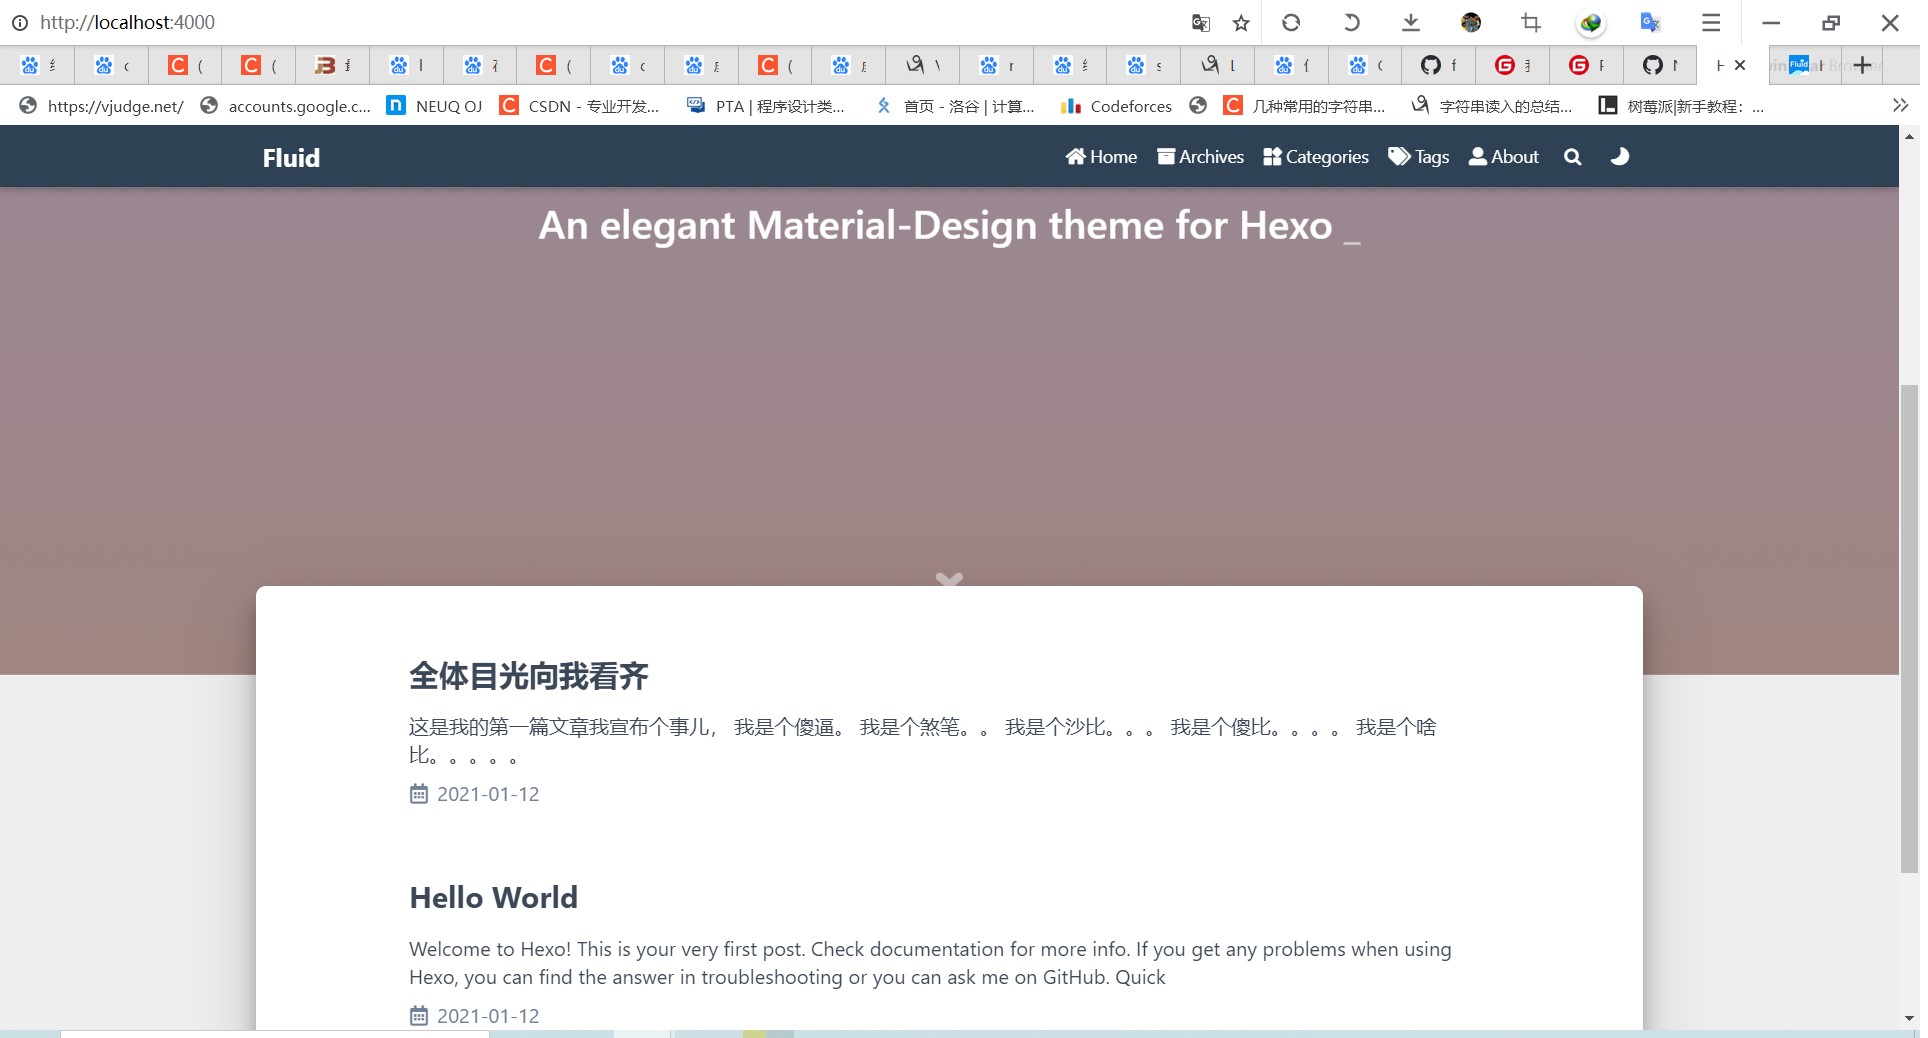 http://localhost:4000
https://vjudge.net/ accounts.google.c... NEUQ OJ CSDN - 专业开发... PTA | 程序设计类... 首页 - 洛谷 | 计算... Codeforces 几种常用的字符串... 字符串读入的总结... 树莓派|新手教程：...
Fluid Home Archives Categories Tags About
An elegant Material-Design theme for Hexo _
全体目光向我看齐
这是我的第一篇文章我宣布个事儿， 我是个傻逼。 我是个煞笔。。 我是个沙比。。。 我是个傻比。。。。 我是个啥
比。。。。。
2021-01-12
Hello World
Welcome to Hexo! This is your very first post. Check documentation for more info. If you get any problems when using
Hexo, you can find the answer in troubleshooting or you can ask me on GitHub. Quick
2021-01-12